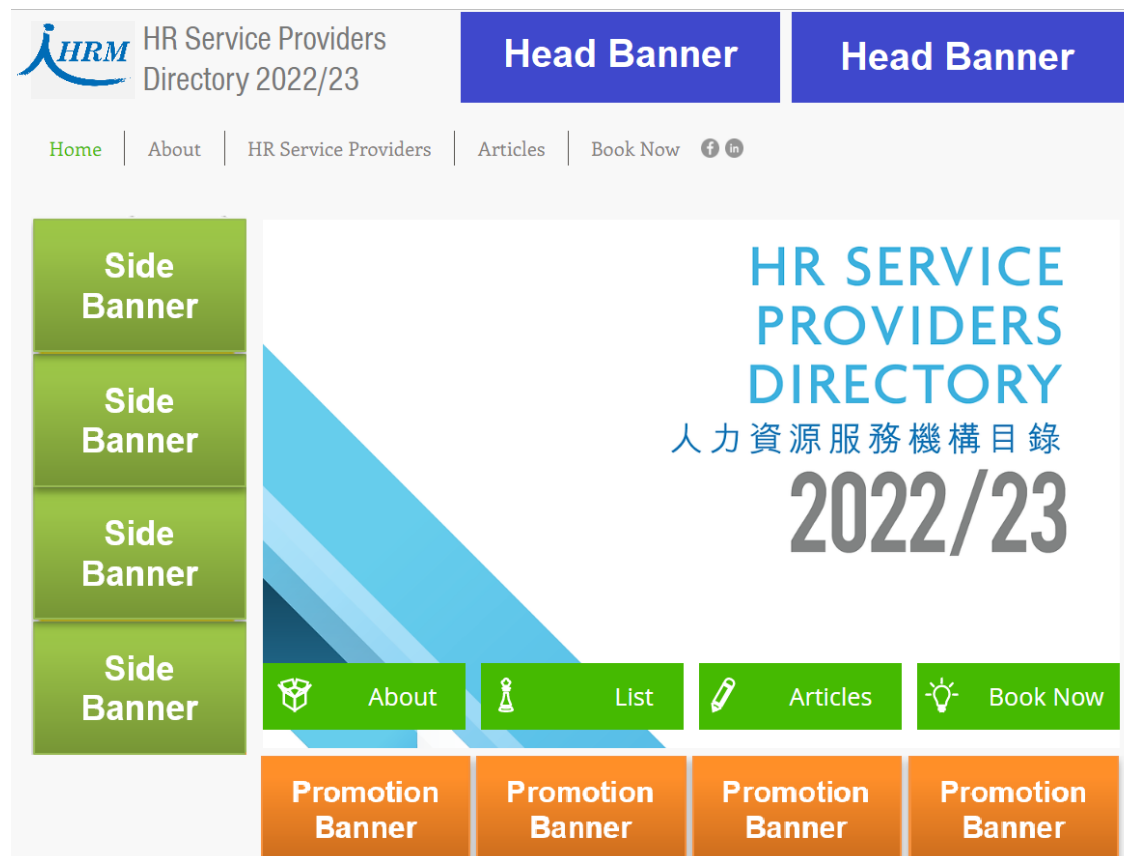 HRM
HR Service Providers
Directory 2022/23
Head Banner
Head Banner
Home
About
HR Service Providers
Articles
Book Now
f
in
Side
Banner
Side
Banner
Side
Banner
Side
Banner
HR SERVICE
PROVIDERS
DIRECTORY
人力資源服務機構目錄
2022/23
About
List
Articles
Book Now
Promotion
Banner
Promotion
Banner
Promotion
Banner
Promotion
Banner